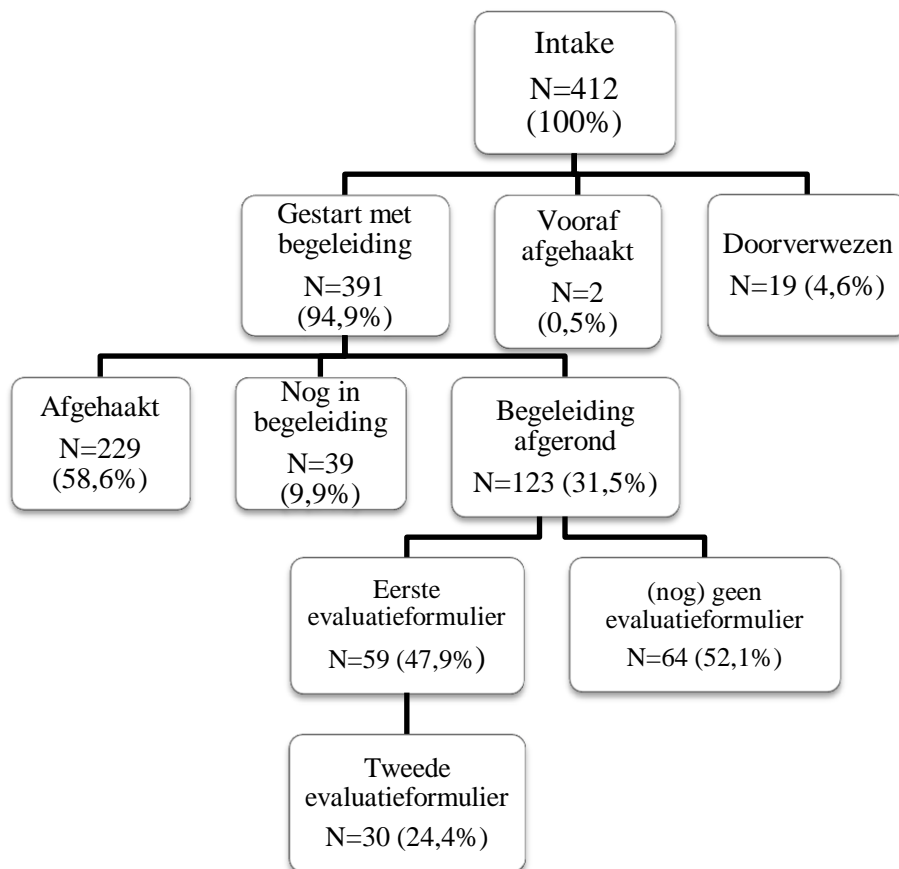 Intake
N=412
(100%)
Gestart met
begeleiding
N=391
(94,9%)
Vooraf
afgehaakt
N=2
(0,5%)
Doorverwezen
N=19 (4,6%)
Afgehaakt
N=229
(58,6%)
Nog in
begeleiding
N=39
(9,9%)
Begeleiding
afgerond
N=123 (31,5%)
Eerste
evaluatieformulier
N=59 (47,9%)
(nog) geen
evaluatieformulier
N=64 (52,1%)
Tweede
evaluatieformulier
N=30 (24,4%)